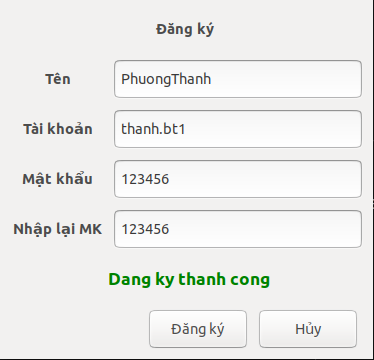 Đăng ký
Tên PhuongThanh
Tài khoản thanh.bt1
Mật khẩu 123456
Nhập lại MK 123456
Dang ky thanh cong
Đăng ký Hủy